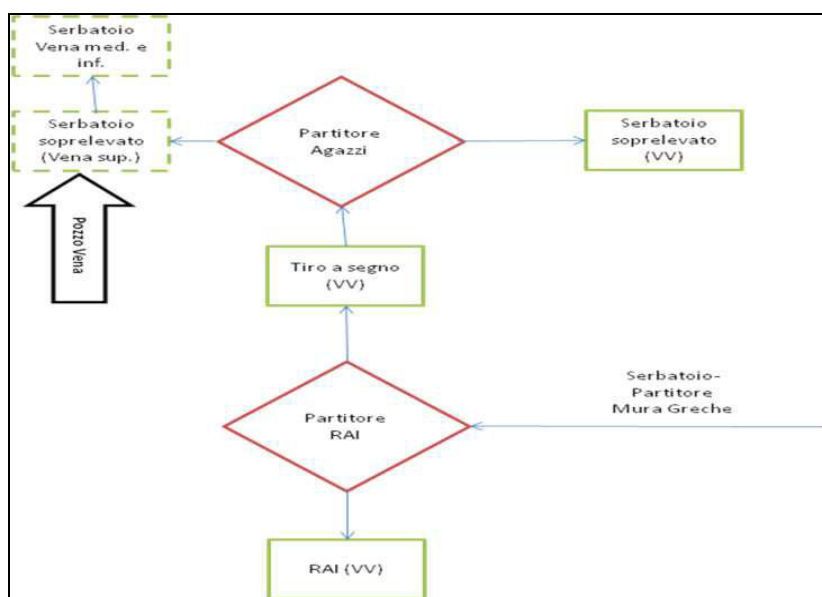 Serbatoio
Vena med. e
inf.
Serbatoio
soprelevato
(Vena sup.)
Partitore
Agazzi
Serbatoio
soprelevato
(VV)
Pozzo Vena
Tiro a segno
(VV)
Serbatoio-
Partitore
Mura Greche
Partitore
RAI
RAI (VV)